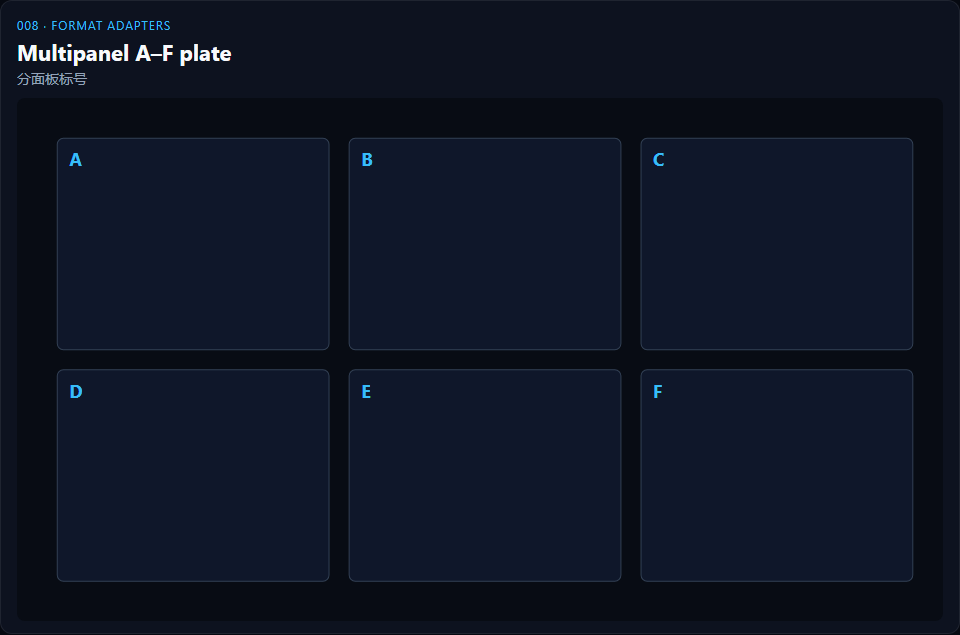 008 · FORMAT ADAPTERS
Multipanel A–F plate
分面板标号
A
B
C
D
E
F